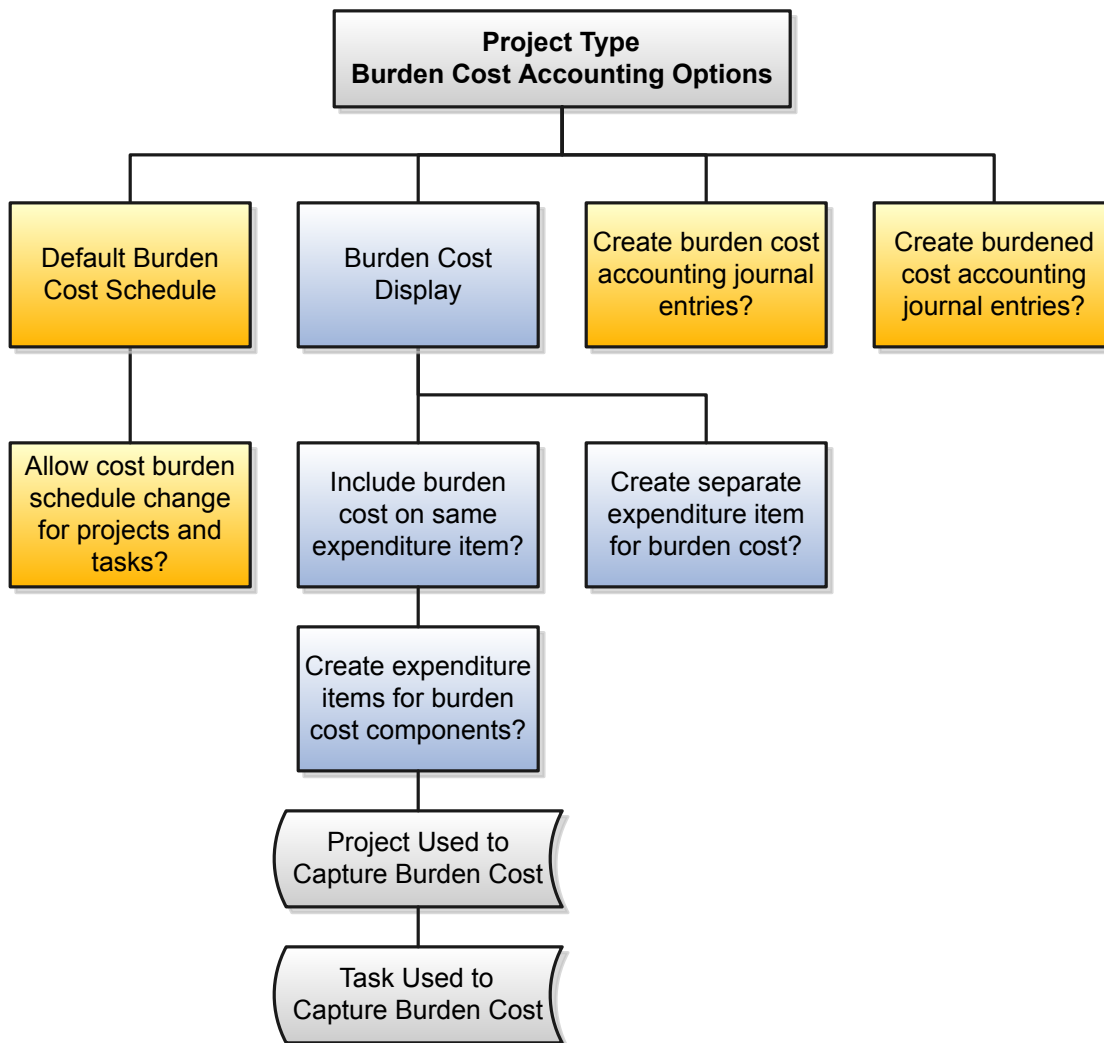 Project Type
Burden Cost Accounting Options
Default Burden
Cost Schedule
Burden Cost
Display
Create burden cost
accounting journal
entries?
Create burdened
cost accounting
journal entries?
Allow cost burden
schedule change
for projects and
tasks?
Include burden
cost on same
expenditure item?
Create separate
expenditure item
for burden cost?
Create expenditure
items for burden
cost components?
Project Used to
Capture Burden Cost
Task Used to
Capture Burden Cost